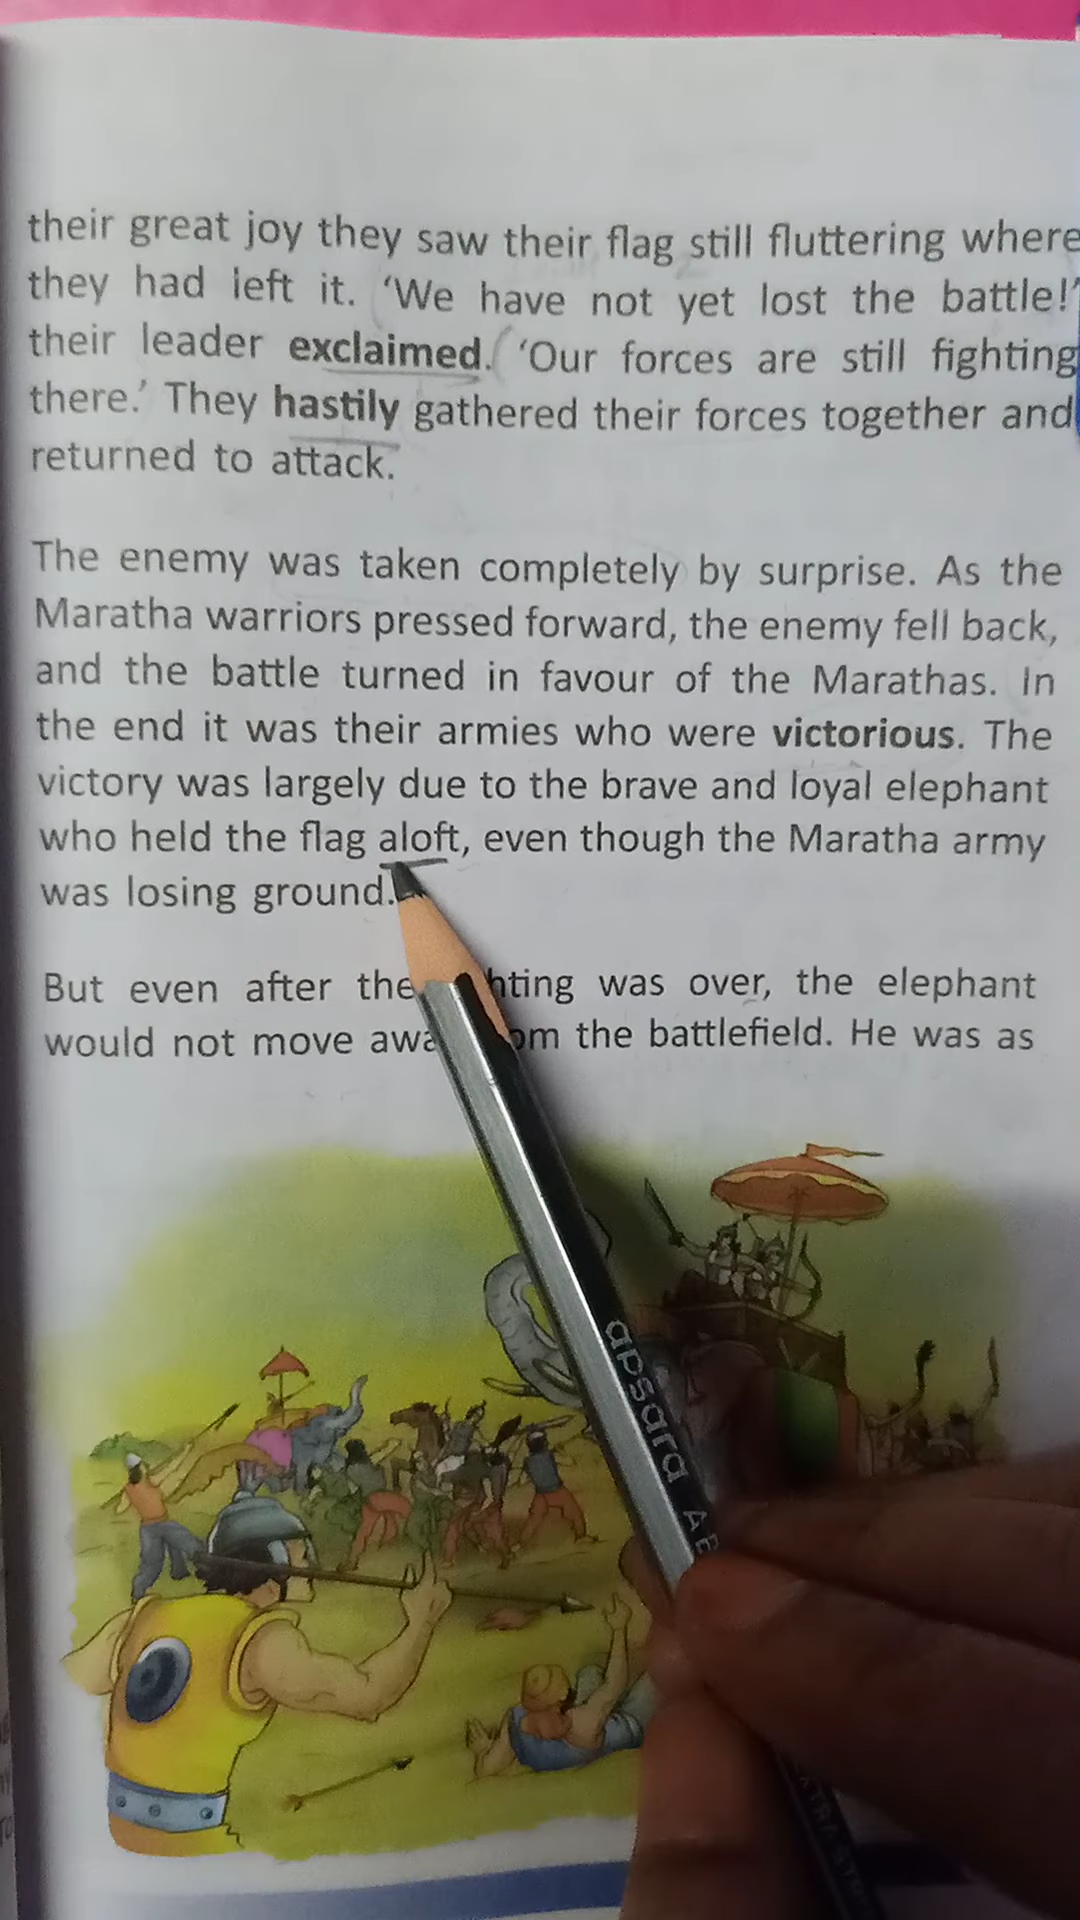 their great joy they saw their flag still fluttering where
they had left it. ‘We have not yet lost the battle!’
their leader exclaimed. ‘Our forces are still fighting
there.’ They hastily gathered their forces together and
returned to attack.
The enemy was taken completely by surprise. As the
Maratha warriors pressed forward, the enemy fell back,
and the battle turned in favour of the Marathas. In
the end it was their armies who were victorious. The
victory was largely due to the brave and loyal elephant
who held the flag aloft, even though the Maratha army
was losing ground.
But even after the hting was over, the elephant
would not move awa om the battlefield. He was as
apsara